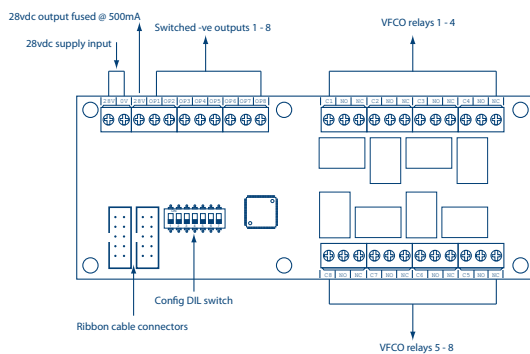 28vdc output fused @ 500mA
Switched -ve outputs 1 - 8
VFCO relays 1 - 4
28vdc supply input
28V 0V 28V OP1 OP2 OP3 OP4 OP5 OP6 OP7 OP8
C1 NO NC C2 NO NC C3 NO NC C4 NO NC
C8 NO NC C7 NO NC C6 NO NC C5 NO NC
Config DIL switch
Ribbon cable connectors
VFCO relays 5 - 8